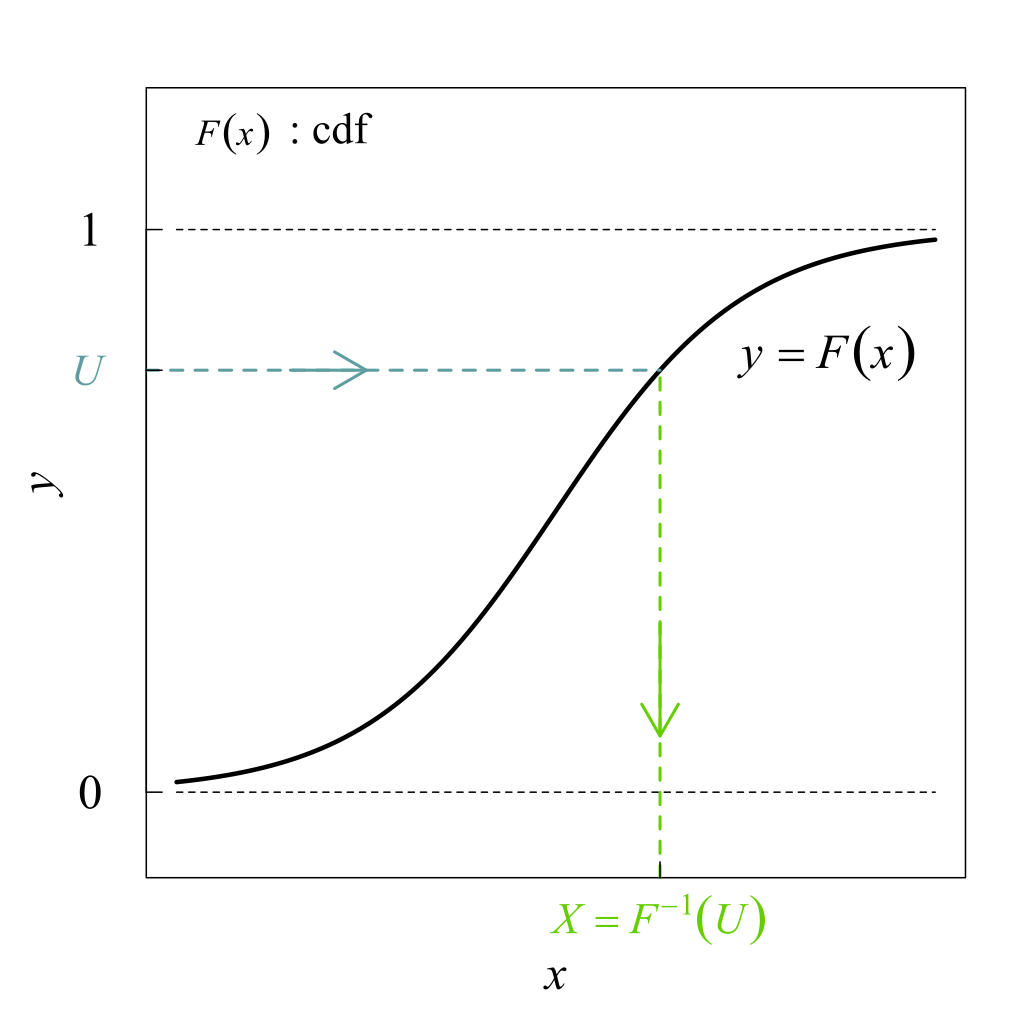 F(x) : cdf
1
U
y = F(x)
y
0
X = F⁻¹(U)
x